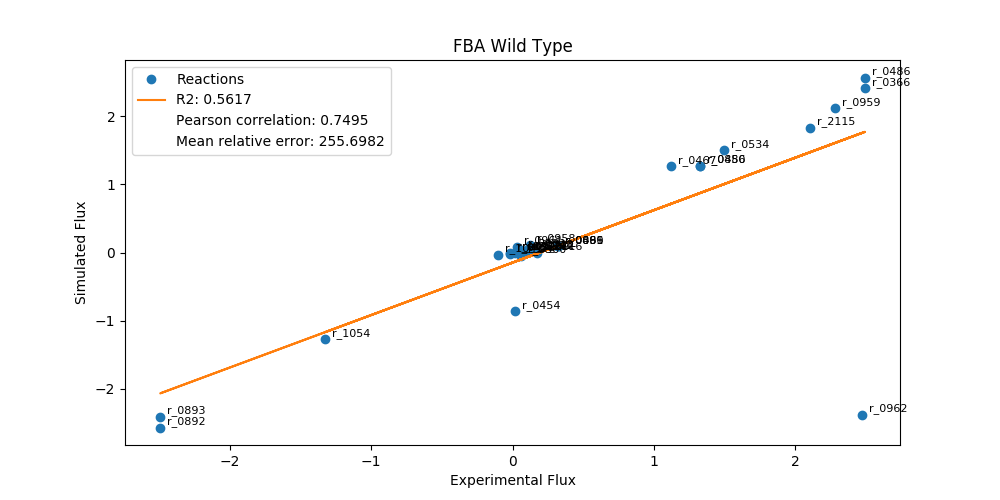 FBA Wild Type
Reactions
R2: 0.5617
Pearson correlation: 0.7495
Mean relative error: 255.6982
r_0486
r_0366
r_0959
r_2115
r_0534
r_0467
r_0958
r_0454
r_1054
r_0962
r_0893
r_0892
2
1
0
−1
−2
Simulated Flux
−2
−1
0
1
2
Experimental Flux